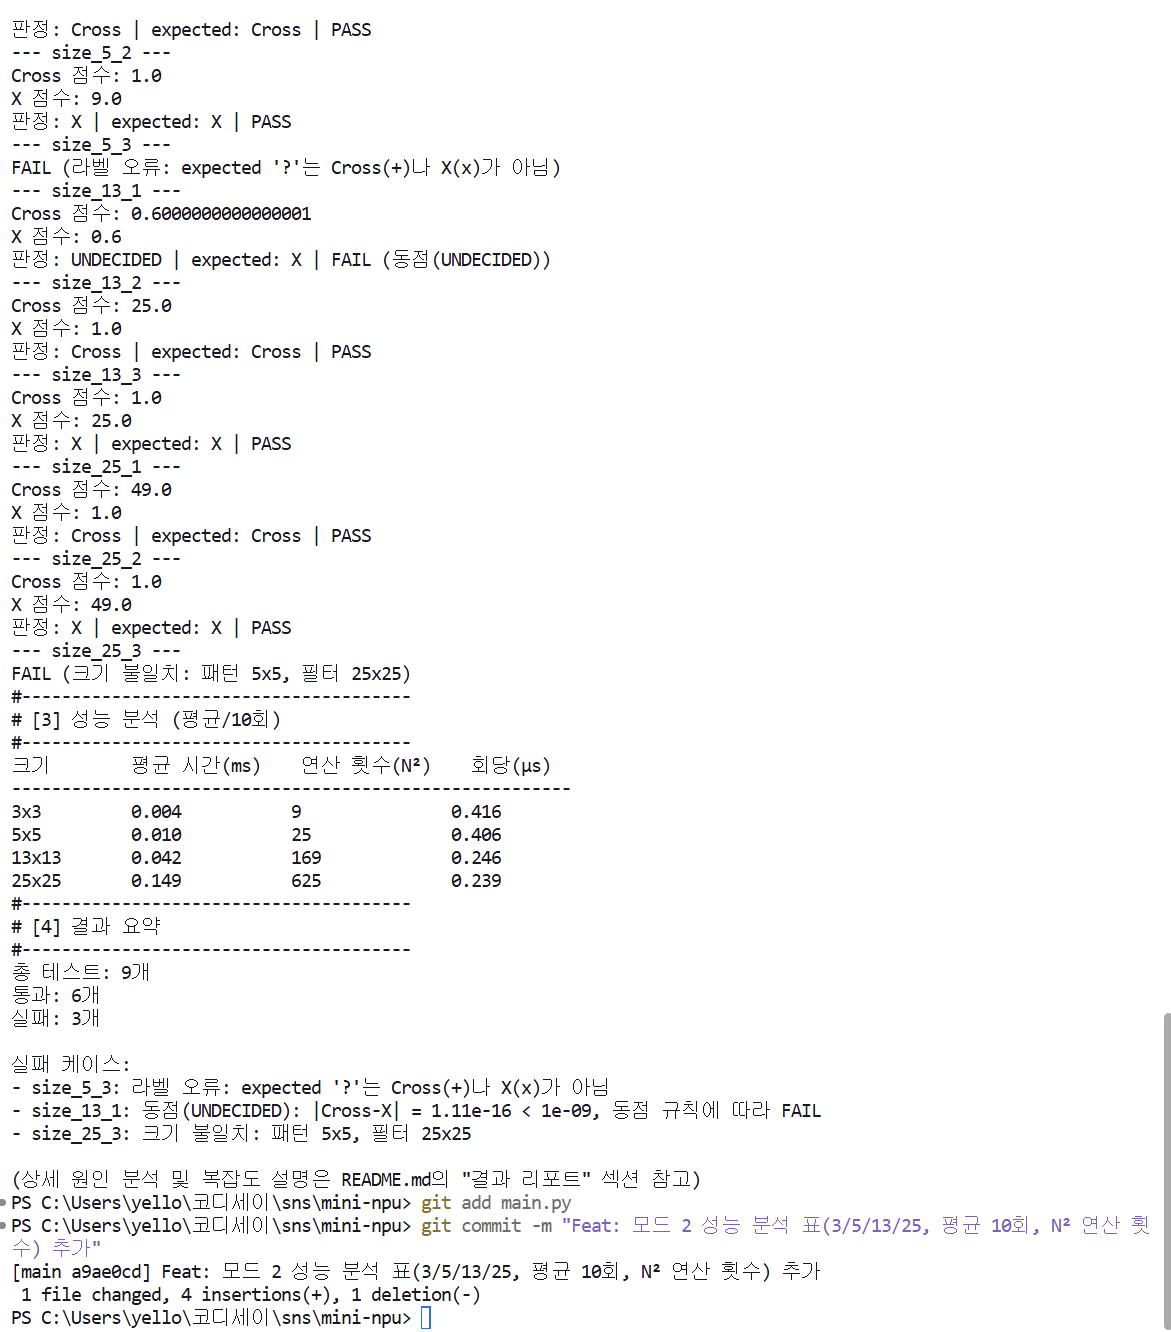 판정: Cross | expected: Cross | PASS
--- size_5_2 ---
Cross 점수: 1.0
X 점수: 9.0
판정: X | expected: X | PASS
--- size_5_3 ---
FAIL (라벨 오류: expected '?'는 Cross(+)나 X(x)가 아님)
--- size_13_1 ---
Cross 점수: 0.6000000000000001
X 점수: 0.6
판정: UNDECIDED | expected: X | FAIL (동점(UNDECIDED))
--- size_13_2 ---
Cross 점수: 25.0
X 점수: 1.0
판정: Cross | expected: Cross | PASS
--- size_13_3 ---
Cross 점수: 1.0
X 점수: 25.0
판정: X | expected: X | PASS
--- size_25_1 ---
Cross 점수: 49.0
X 점수: 1.0
판정: Cross | expected: Cross | PASS
--- size_25_2 ---
Cross 점수: 1.0
X 점수: 49.0
판정: X | expected: X | PASS
--- size_25_3 ---
FAIL (크기 불일치: 패턴 5x5, 필터 25x25)
#---------------------------------------
# [3] 성능 분석 (평균/10회)
#---------------------------------------
크기 평균 시간(ms) 연산 횟수(N²) 회당(µs)
--------------------------------------------------------
3x3 0.004 9 0.416
5x5 0.010 25 0.406
13x13 0.042 169 0.246
25x25 0.149 625 0.239
#---------------------------------------
# [4] 결과 요약
#---------------------------------------
총 테스트: 9개
통과: 6개
실패: 3개
실패 케이스:
- size_5_3: 라벨 오류: expected '?'는 Cross(+)나 X(x)가 아님
- size_13_1: 동점(UNDECIDED): |Cross-X| = 1.11e-16 < 1e-09, 동점 규칙에 따라 FAIL
- size_25_3: 크기 불일치: 패턴 5x5, 필터 25x25
(상세 원인 분석 및 복잡도 설명은 README.md의 "결과 리포트" 섹션 참고)
PS C:\Users\yello\코디세이\sns\mini-npu> git add main.py
PS C:\Users\yello\코디세이\sns\mini-npu> git commit -m "Feat: 모드 2 성능 분석 표(3/5/13/25, 평균 10회, N² 연산 횟
수) 추가"
[main a9ae0cd] Feat: 모드 2 성능 분석 표(3/5/13/25, 평균 10회, N² 연산 횟수) 추가
1 file changed, 4 insertions(+), 1 deletion(-)
PS C:\Users\yello\코디세이\sns\mini-npu>